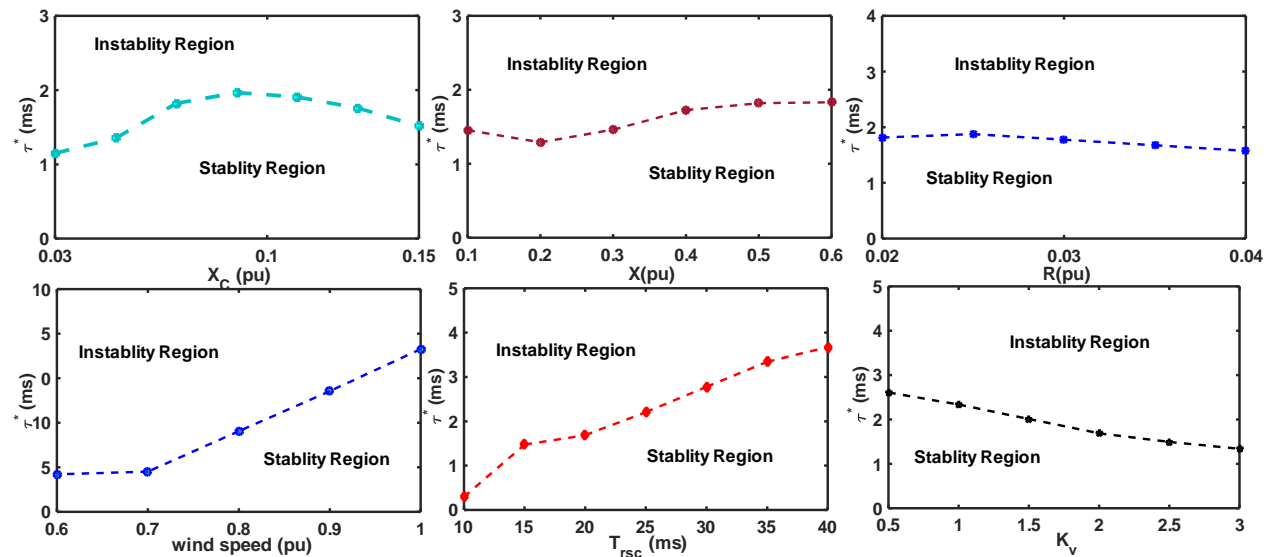 3
2
1
0
τ* (ms)
Instablity Region
Stablity Region
0.03
0.1
0.15
X_C (pu)
3
2
1
0
τ* (ms)
Instablity Region
Stablity Region
0.1
0.2
0.3
0.4
0.5
0.6
X(pu)
4
3
2
1
0
τ* (ms)
Instablity Region
Stablity Region
0.02
0.03
0.04
R(pu)
10
0
-10
5
0
τ* (ms)
Instablity Region
Stablity Region
0.6
0.7
0.8
0.9
1
wind speed (pu)
5
4
3
2
1
0
τ* (ms)
Instablity Region
Stablity Region
10
15
20
25
30
35
40
T_rsc (ms)
5
4
3
2
1
0
τ* (ms)
Instablity Region
Stablity Region
0.5
1
1.5
2
2.5
3
K_v